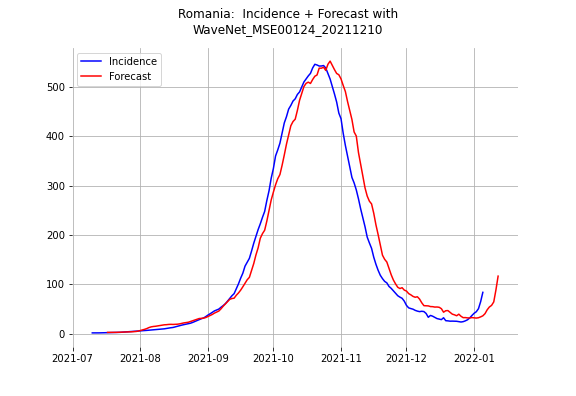 Romania:  Incidence + Forecast with
WaveNet_MSE00124_20211210
Incidence
Forecast
500
400
300
200
100
0
2021-07 2021-08 2021-09 2021-10 2021-11 2021-12 2022-01